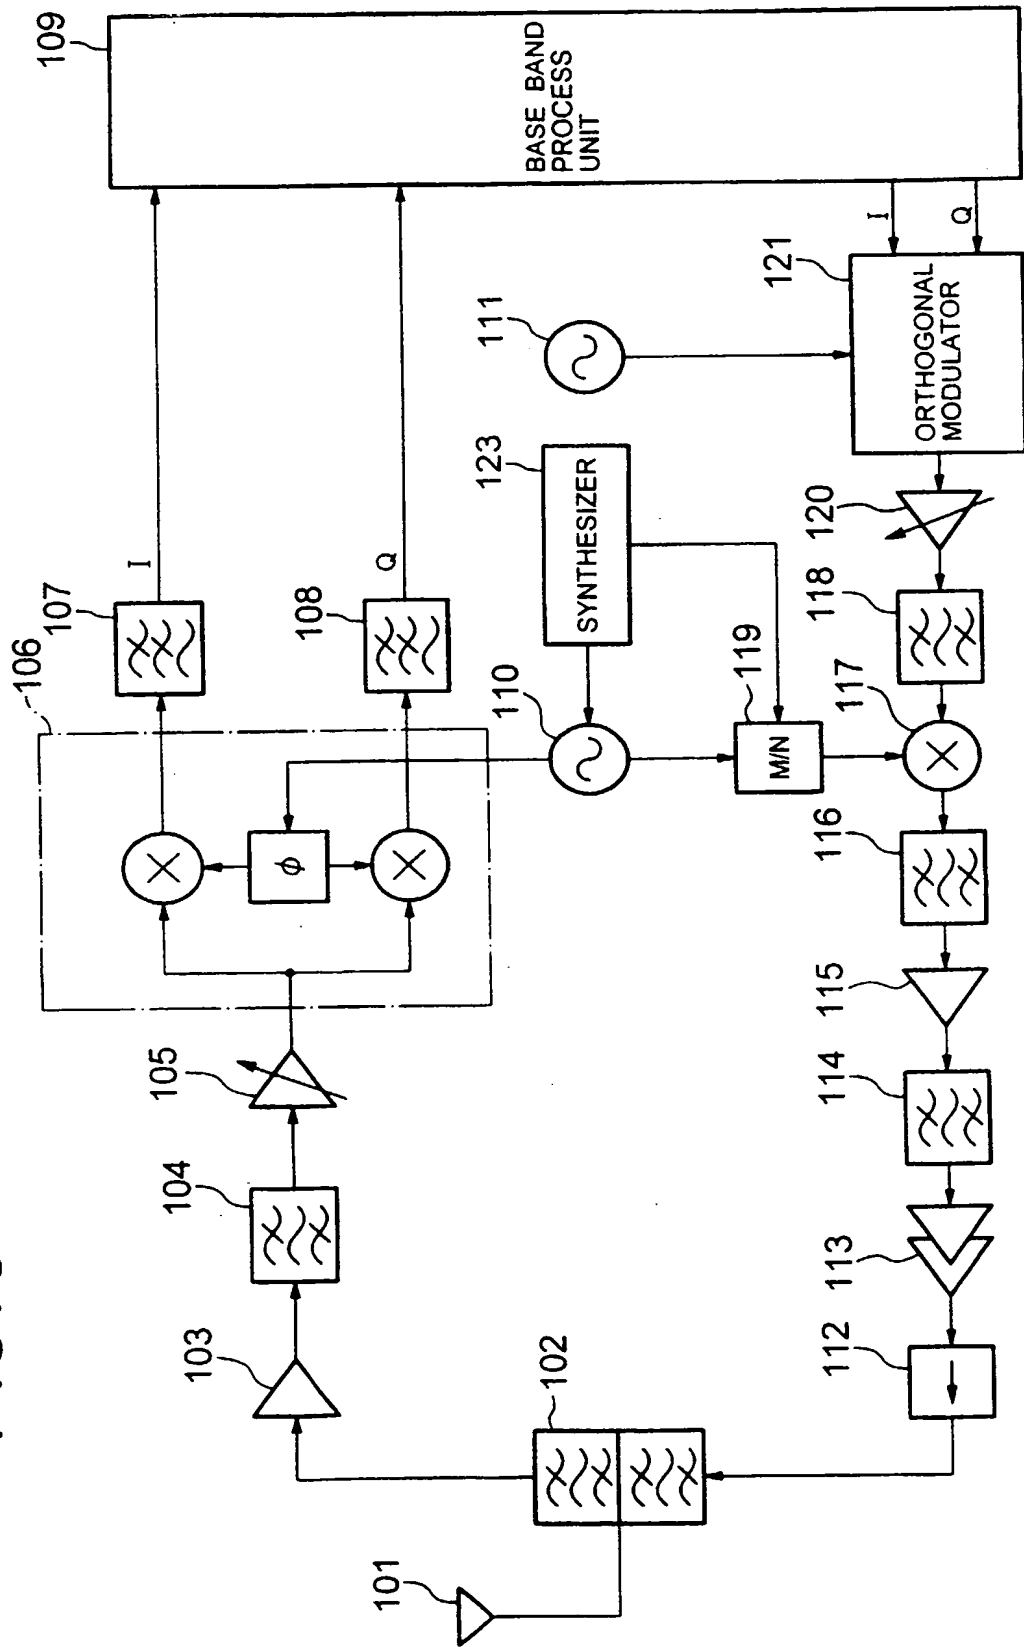 109
BASE BAND
PROCESS
UNIT
I
Q
I
Q
121
ORTHOGONAL
MODULATOR
111
123
SYNTHESIZER
107
108
106
110
119
M/N
120
118
117
116
115
114
113
112
φ
105
104
103
102
101